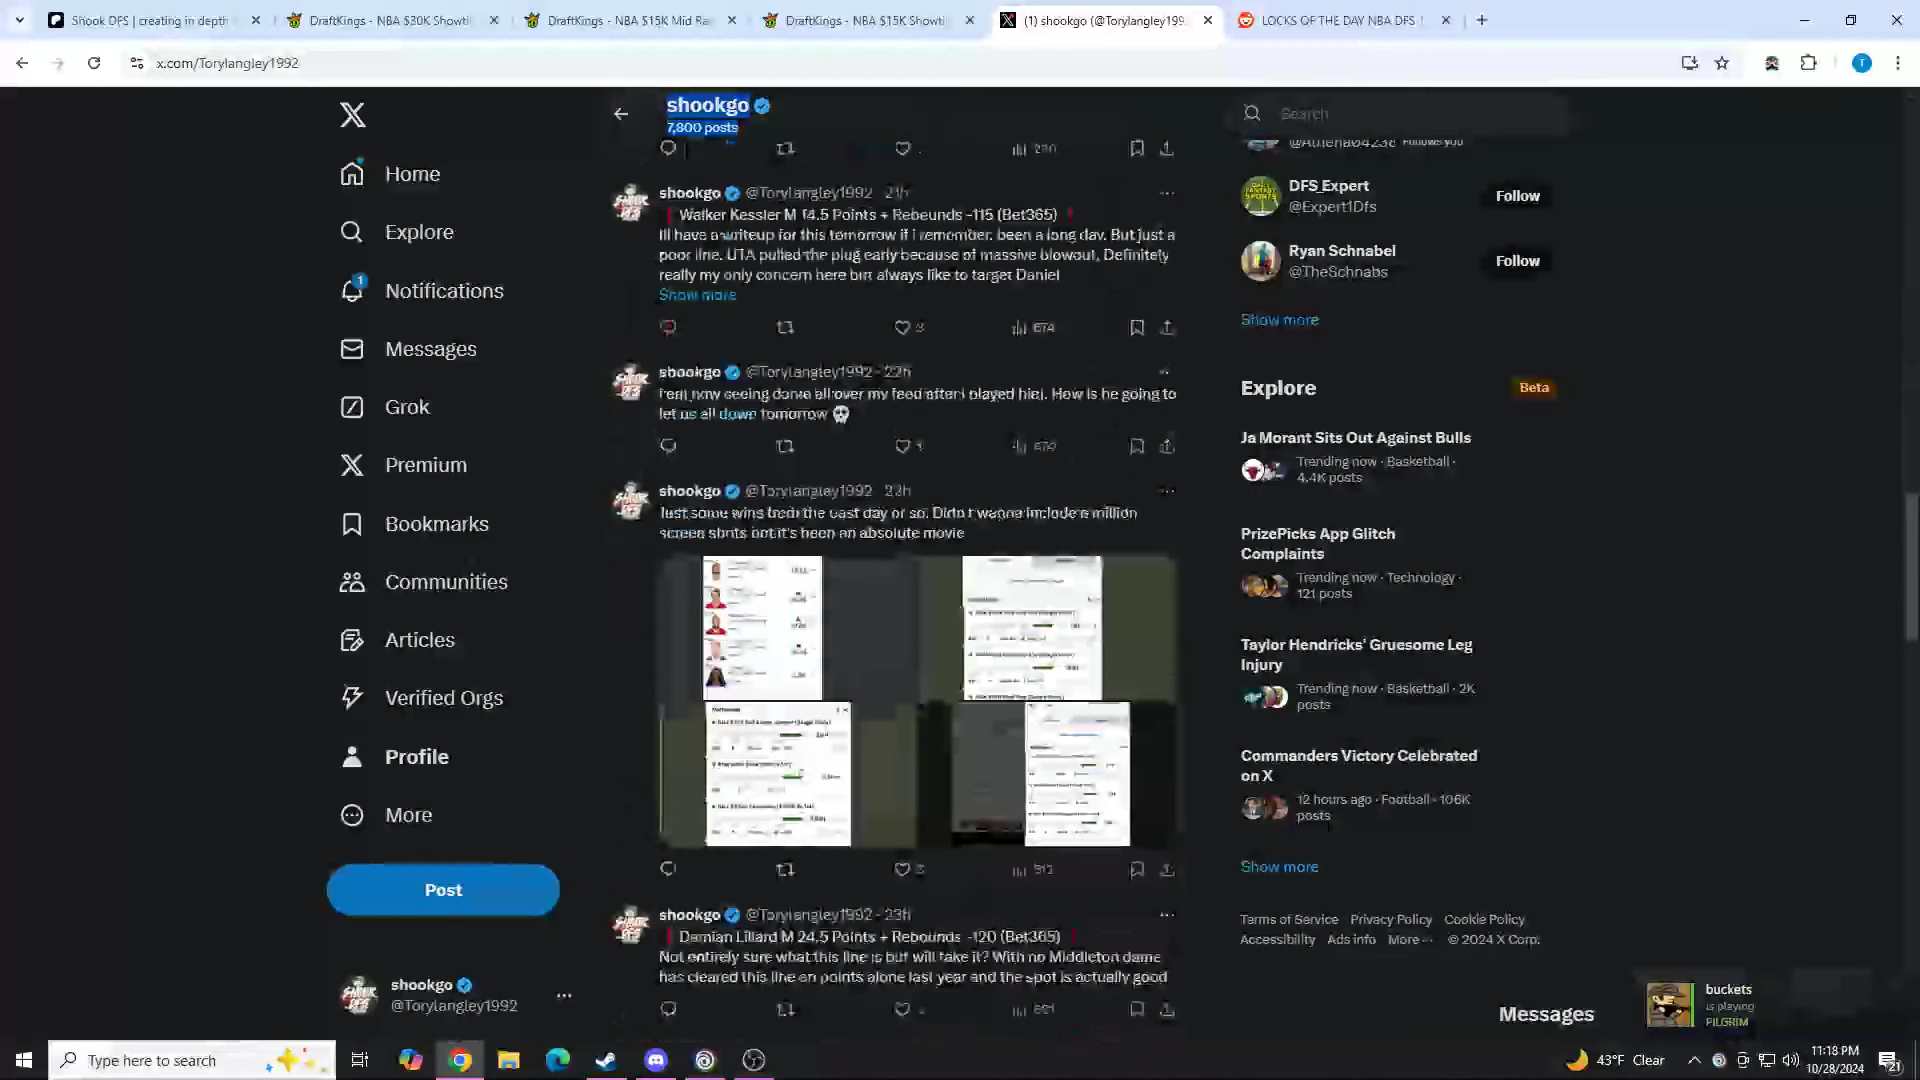 Shook DFS | creating in depth
DraftKings - NBA $30K Showti
DraftKings - NBA $15K Mid Ra
DraftKings - NBA $15K Showti
(1) shookgo (@Torylangley199
LOCKS OF THE DAY NBA DFS
x.com/Torylangley1992
T
Home
Explore
Notifications
1
Messages
Grok
Premium
Bookmarks
Communities
Articles
Verified Orgs
Profile
More
Post
shookgo
@Torylangley1992
shookgo
7,800 posts
shookgo @Torylangley1992 · 21h
Walker Kessler M 14.5 Points + Rebounds -115 (Bet365)
Ill have a writeup for this tomorrow if i remember. been a long day. But just a
poor line. UTA pulled the plug early because of massive blowout. Definitely
really my only concern here but always like to target Daniel
Show more
3 674
shookgo @Torylangley1992 · 22h
now seeing dame all over my feed after i played him. How is he going to
let us all down tomorrow 💀
shookgo @Torylangley1992 · 22h
Just some wins from the past day or so. Didn't wanna include a million
screen shots but it's been an absolute movie
shookgo @Torylangley1992 · 23h
Damian Lillard M 24.5 Points + Rebounds -120 (Bet365)
Not entirely sure what this line is but will take it? With no Middleton dame
has cleared this line on points alone last year and the spot is actually good
Search
Follows you
DFS_Expert
@Expert1Dfs
Follow
Ryan Schnabel
@TheSchnabs
Follow
Show more
Explore
Beta
Ja Morant Sits Out Against Bulls
Trending now · Basketball ·
4.4K posts
PrizePicks App Glitch
Complaints
Trending now · Technology ·
121 posts
Taylor Hendricks' Gruesome Leg
Injury
Trending now · Basketball · 2K
posts
Commanders Victory Celebrated
on X
12 hours ago · Football · 106K
posts
Show more
Terms of Service Privacy Policy Cookie Policy
Accessibility Ads info More ··· © 2024 X Corp.
Messages
buckets
is playing
PILGRIM
Type here to search
43°F Clear
11:18 PM
10/28/2024
21